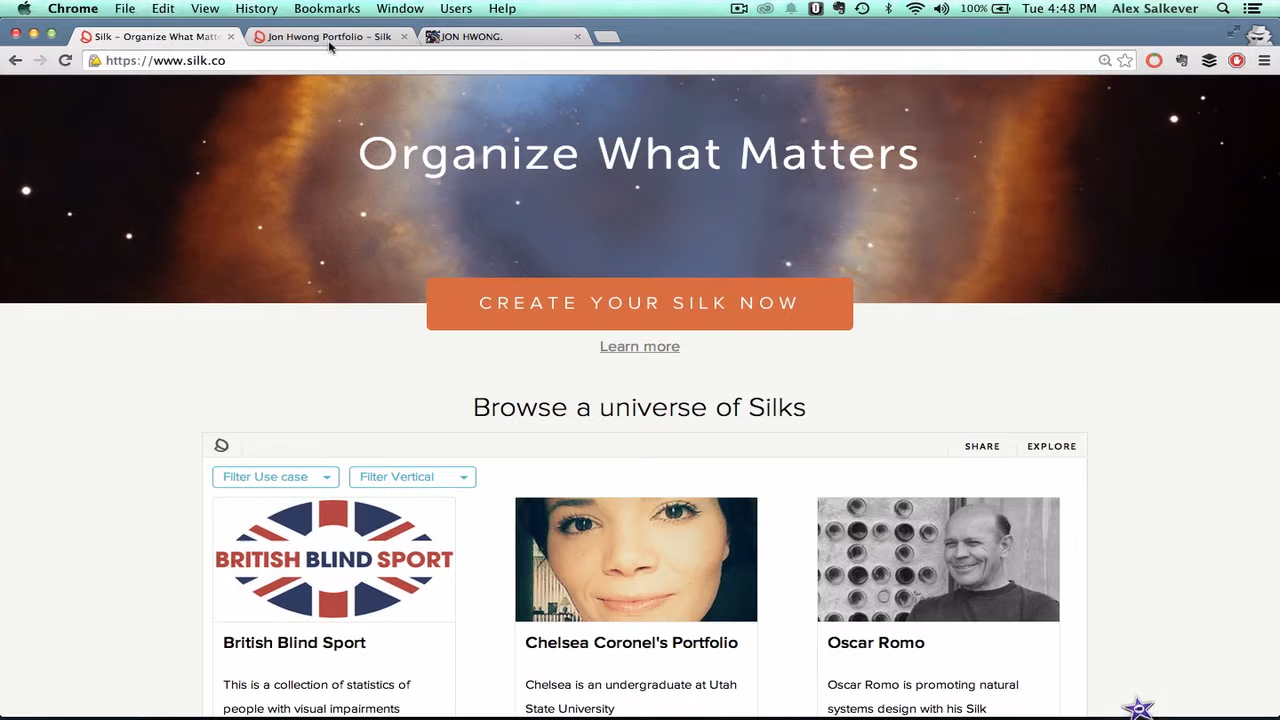 Chrome File Edit View History Bookmarks Window Users Help 100% Tue 4:48 PM Alex Salkever
Silk – Organize What Matte Jon Hwong Portfolio – Silk JON HWONG.
https://www.silk.co
Organize What Matters
CREATE YOUR SILK NOW
Learn more
Browse a universe of Silks
SHARE EXPLORE
Filter Use case Filter Vertical
BRITISH BLIND SPORT
British Blind Sport
This is a collection of statistics of
people with visual impairments
Chelsea Coronel's Portfolio
Chelsea is an undergraduate at Utah
State University
Oscar Romo
Oscar Romo is promoting natural
systems design with his Silk